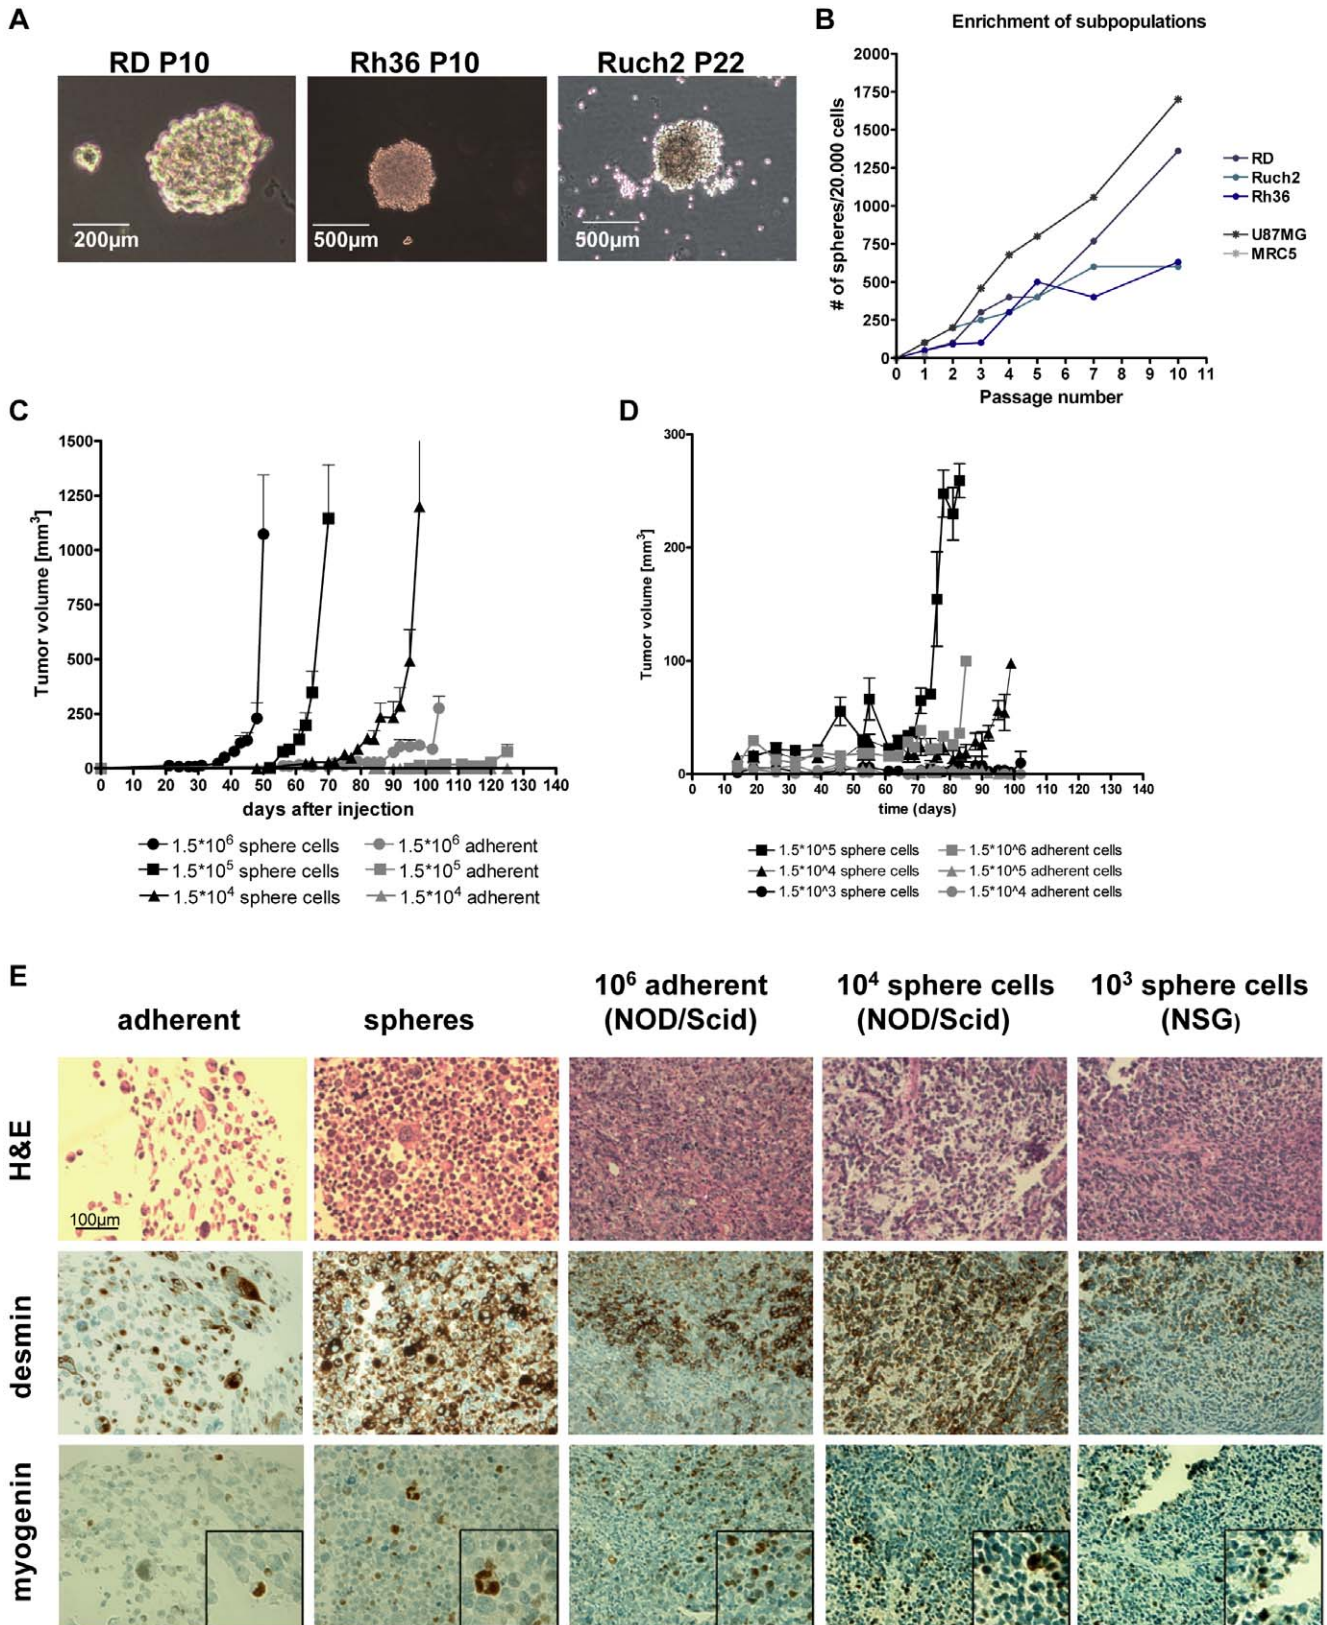 A
RD P10
Rh36 P10
Ruch2 P22
200µm
500µm
500µm
B
Enrichment of subpopulations
# of spheres/20.000 cells
2000
1750
1500
1250
1000
750
500
250
0
0 1 2 3 4 5 6 7 8 9 10 11
Passage number
RD
Ruch2
Rh36
U87MG
MRC5
C
Tumor volume [mm³]
1500
1250
1000
750
500
250
0
0 10 20 30 40 50 60 70 80 90 100 110 120 130 140
days after injection
1.5*10⁶ sphere cells
1.5*10⁵ sphere cells
1.5*10⁴ sphere cells
1.5*10⁶ adherent
1.5*10⁵ adherent
1.5*10⁴ adherent
D
Tumor volume [mm³]
300
200
100
0
0 10 20 30 40 50 60 70 80 90 100 110 120 130 140
time (days)
1.5*10^5 sphere cells
1.5*10^4 sphere cells
1.5*10^3 sphere cells
1.5*10^6 adherent cells
1.5*10^5 adherent cells
1.5*10^4 adherent cells
E
adherent
spheres
10⁶ adherent
(NOD/Scid)
10⁴ sphere cells
(NOD/Scid)
10³ sphere cells
(NSG)
H&E
100µm
desmin
myogenin